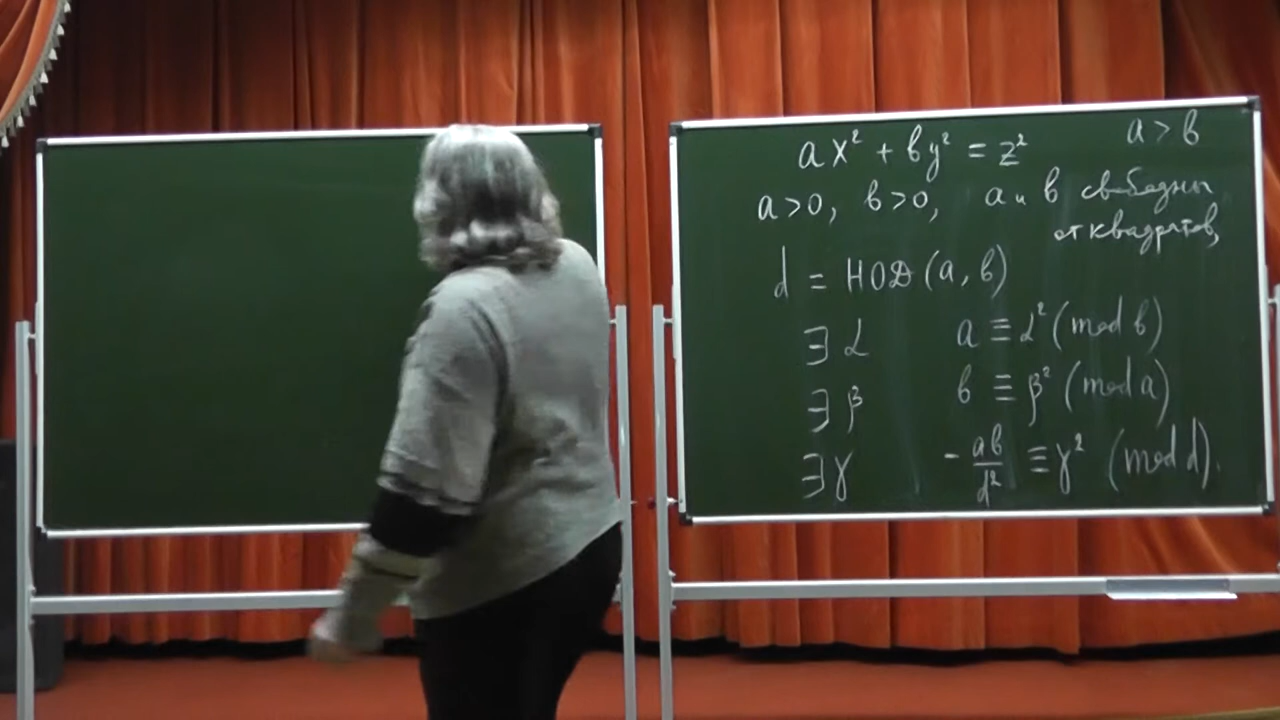 ax² + by² = z² a > b
a > 0, b > 0, а и b свободны
от квадратов,
d = НОД (a, b)
∃ α a ≡ α² (mod b)
∃ β b ≡ β² (mod a)
∃ γ - ab/d² ≡ γ² (mod d).